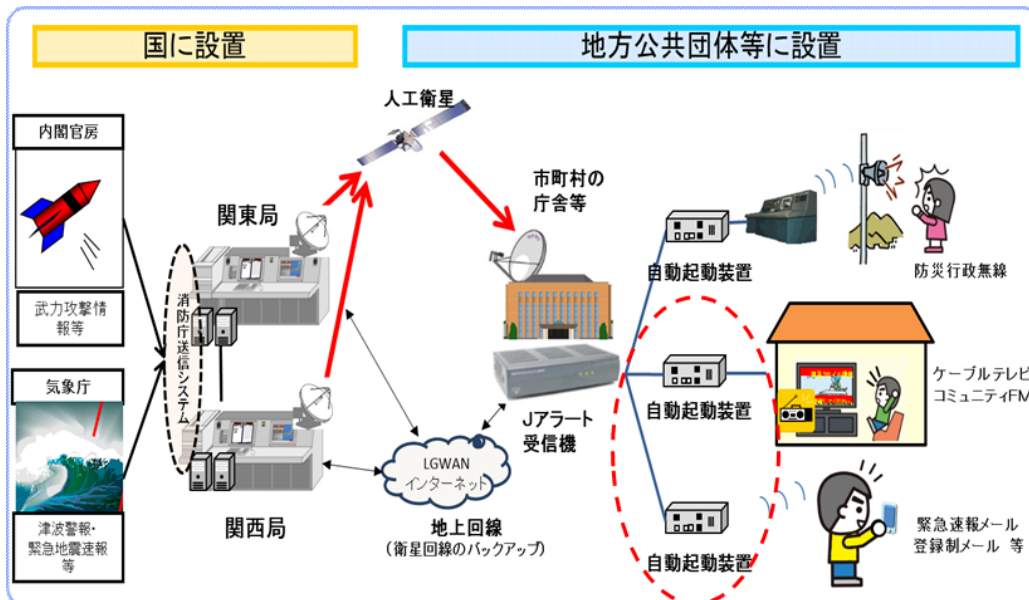 国に設置
地方公共団体等に設置
人工衛星
内閣官房
市町村の
庁舎等
関東局
自動起動装置
防災行政無線
武力攻撃情
報等
消防庁送信システム
気象庁
ケーブルテレビ
コミュニティFM
自動起動装置
Jアラート
受信機
LGWAN
インターネット
関西局
地上回線
(衛星回線のバックアップ)
津波警報・
緊急地震速報
等
自動起動装置
緊急速報メール
登録制メール 等